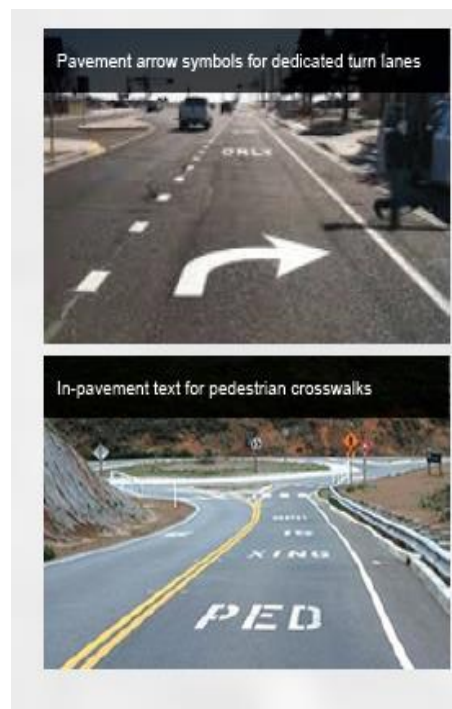 Pavement arrow symbols for dedicated turn lanes
ONLY
In-pavement text for pedestrian crosswalks
XING
PED